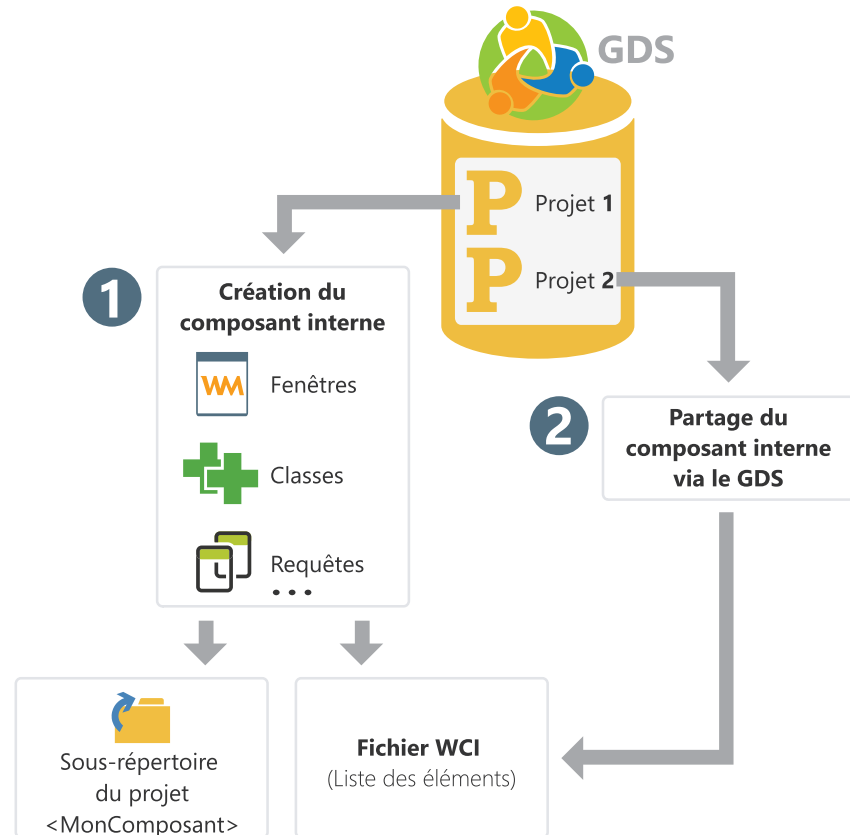 GDS
P Projet 1
P Projet 2
1
Création du
composant interne
WM Fenêtres
Classes
Requêtes
...
2
Partage du
composant interne
via le GDS
Sous-répertoire
du projet
<MonComposant>
Fichier WCI
(Liste des éléments)